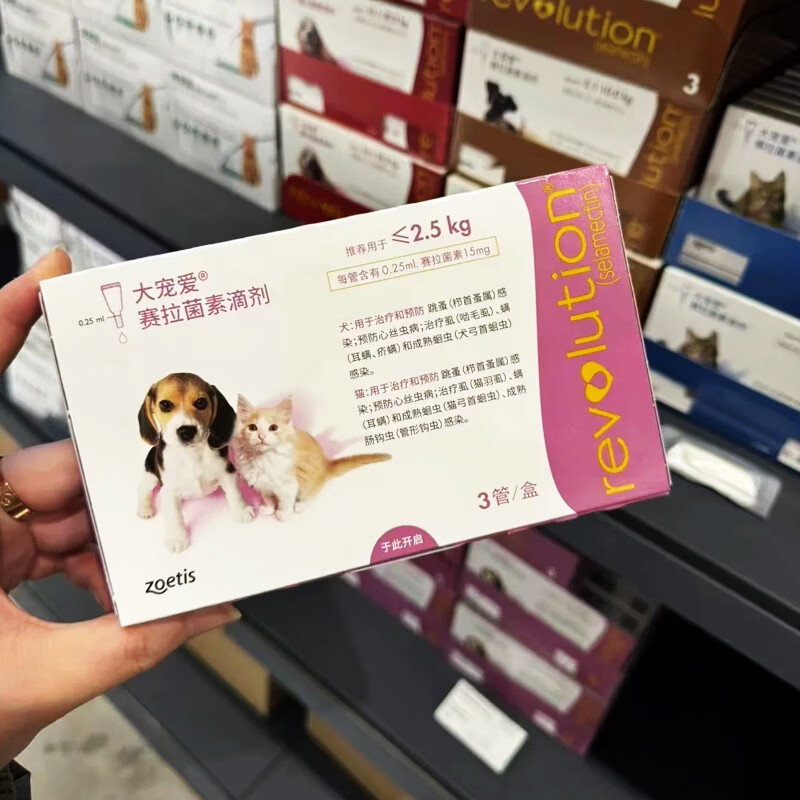 revolution
(selamectin)
3
推荐用于 ≤2.5 kg
每管含有 0.25ml, 赛拉菌素15mg
0.25 ml
大宠爱®
赛拉菌素滴剂
犬:用于治疗和预防 跳蚤(栉首蚤属)感
染;预防心丝虫病;治疗虱(啮毛虱)、螨
(耳螨、疥螨)和成熟蛔虫(犬弓首蛔虫)
感染。
猫:用于治疗和预防 跳蚤(栉首蚤属)感
染;预防心丝虫病;治疗虱(猫羽虱)、螨
(耳螨)和成熟蛔虫(猫弓首蛔虫)、成熟
肠钩虫(管形钩虫)感染。
3管/盒
于此开启
zoetis
revolution®
(selamectin)